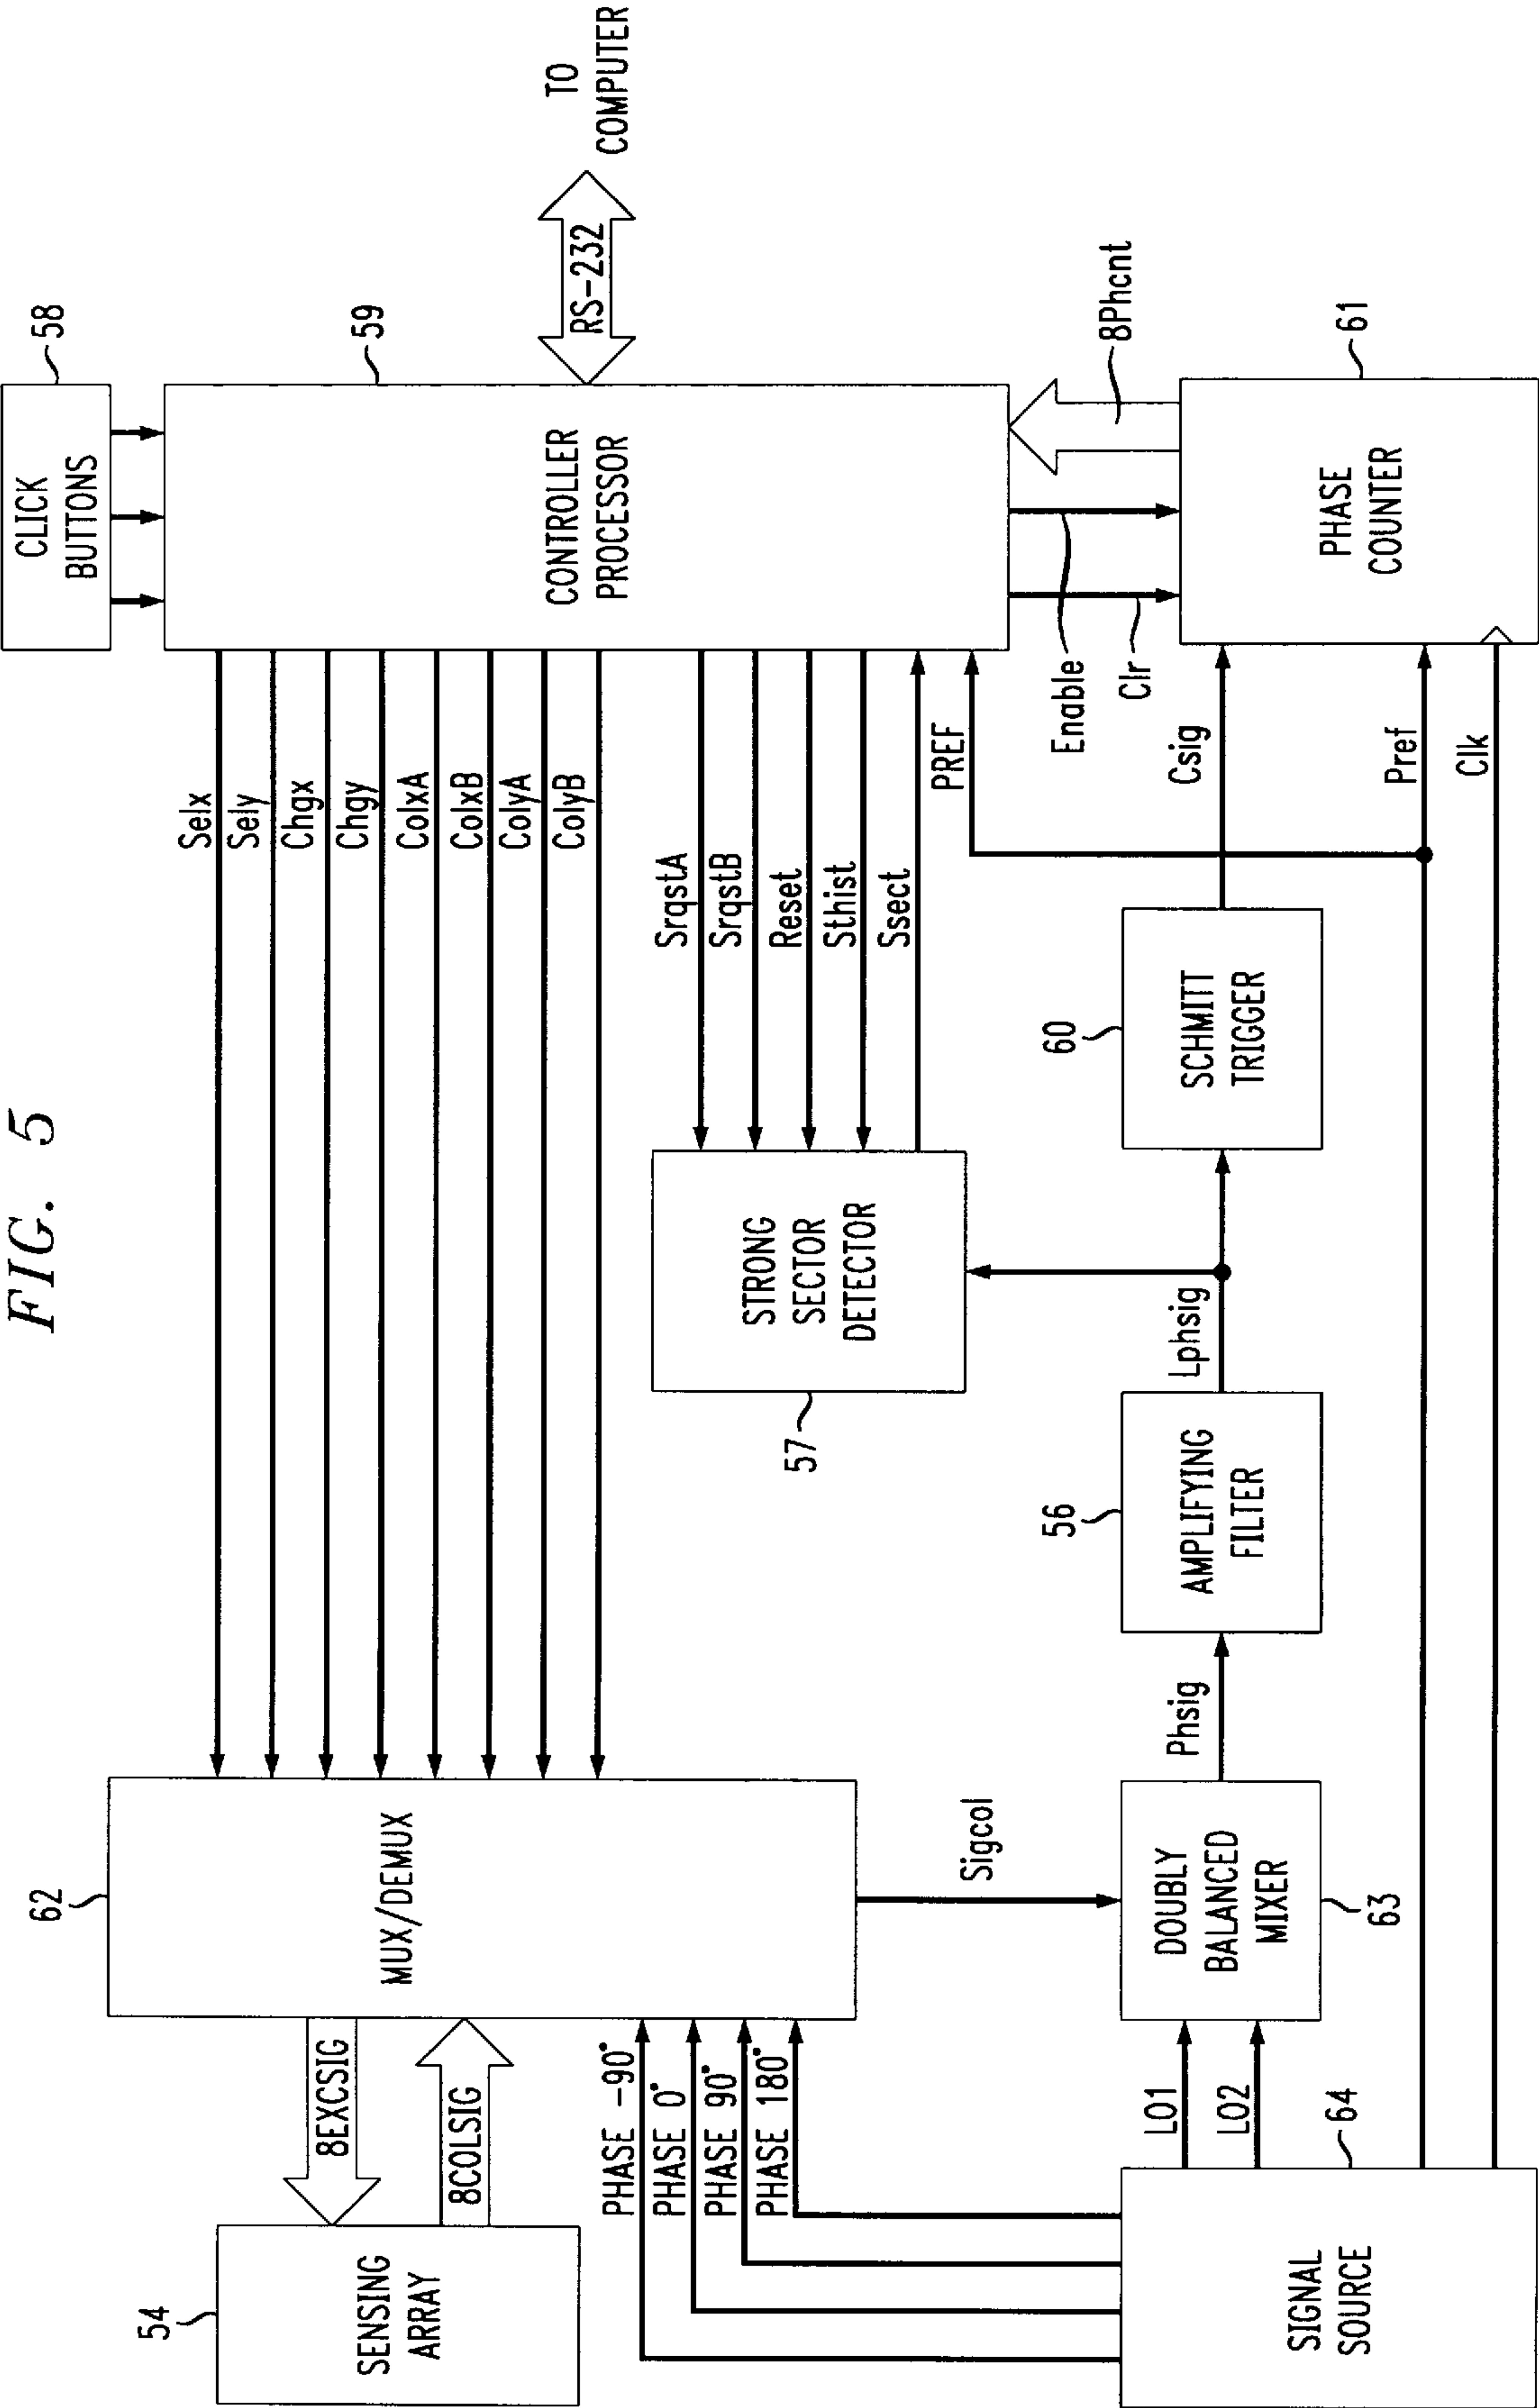 FIG. 5
54
SENSING
ARRAY
8EXCSIG
8COLSIG
62
MUX/DEMUX
Selx
Sely
Chgx
Chgy
ColxA
ColxB
ColyA
ColyB
CLICK
BUTTONS
58
CONTROLLER
PROCESSOR
59
RS-232
TO
COMPUTER
PHASE -90°
PHASE 0°
PHASE 90°
PHASE 180°
STRONG
SECTOR
DETECTOR
57
SrqstA
SrqstB
Reset
Sthist
Ssect
PREF
Sigcol
Enable
Clr
8Phcnt
SIGNAL
SOURCE
64
LO1
LO2
DOUBLY
BALANCED
MIXER
63
Phsig
56
AMPLIFYING
FILTER
Lphsig
60
SCHMITT
TRIGGER
Csig
Pref
Clk
PHASE
COUNTER
61